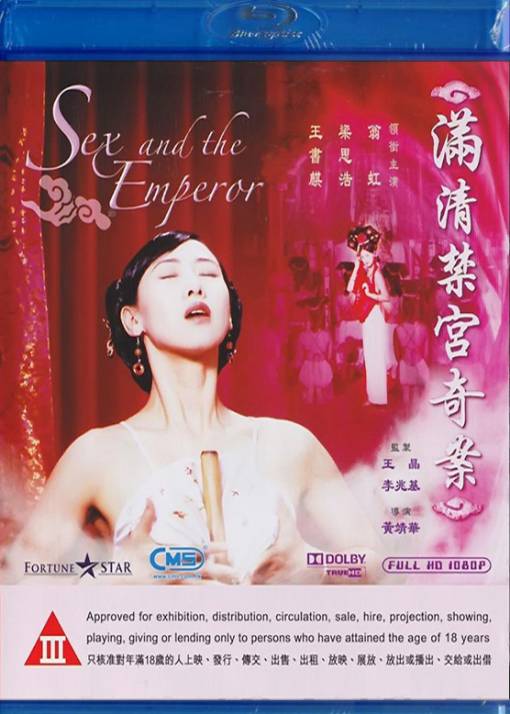 Blu-ray Disc
Sex and the
Emperor
領銜主演
翁虹
梁思浩
王書麒
滿清禁宮奇案
監製
王晶
李兆基
導演
黃靖華
FORTUNE STAR
CMS
DOLBY
TRUEHD
FULL HD 1080P
III
Approved for exhibition, distribution, circulation, sale, hire, projection, showing,
playing, giving or lending only to persons who have attained the age of 18 years
只核准對年滿18歲的人上映、發行、傳交、出售、出租、放映、展放、放出或播出、交給或出借